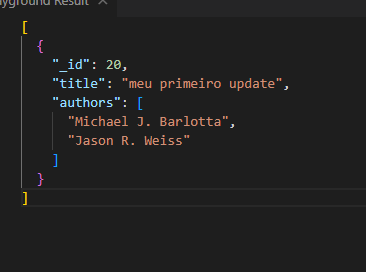 yground Result
[
{
"_id": 20,
"title": "meu primeiro update",
"authors": [
"Michael J. Barlotta",
"Jason R. Weiss"
]
}
]